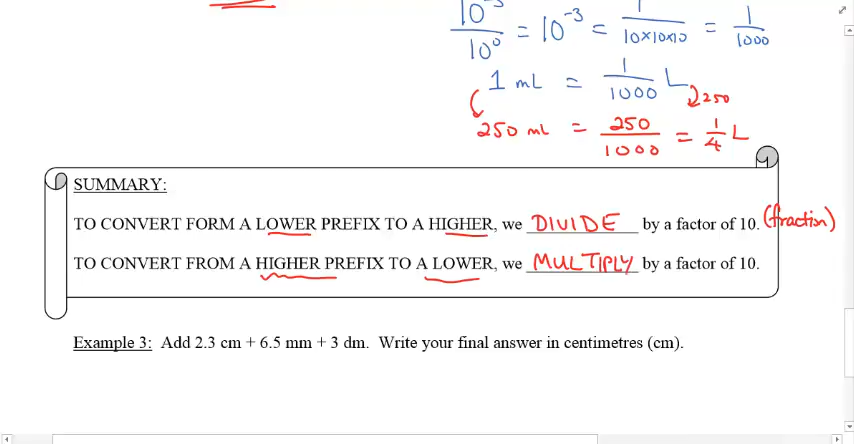 10⁻³/10⁰ = 10⁻³ = 1/(10×10×10) = 1/1000
1 mL = 1/1000 L
250
250 mL = 250/1000 = 1/4 L
SUMMARY:
TO CONVERT FORM A LOWER PREFIX TO A HIGHER, we DIVIDE by a factor of 10. (fraction)
TO CONVERT FROM A HIGHER PREFIX TO A LOWER, we MULTIPLY by a factor of 10.
Example 3: Add 2.3 cm + 6.5 mm + 3 dm. Write your final answer in centimetres (cm).